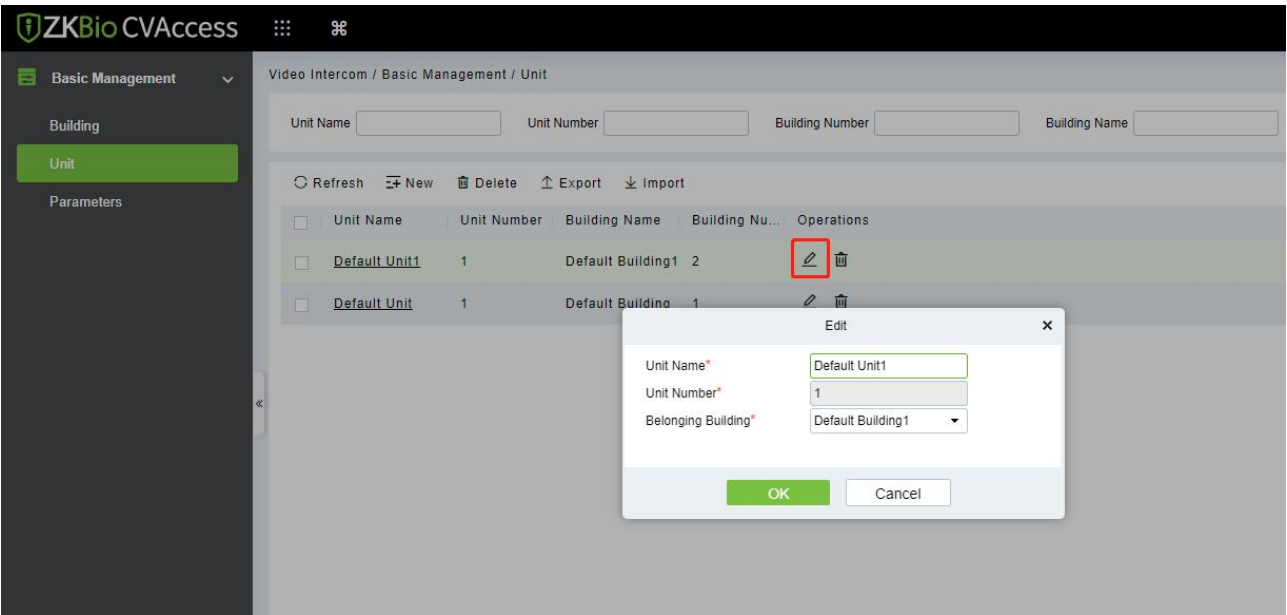 ZKBio CVAccess
Basic Management
Building
Unit
Parameters
Video Intercom / Basic Management / Unit
Unit Name Unit Number Building Number Building Name
Refresh New Delete Export Import
Unit Name Unit Number Building Name Building Nu... Operations
Default Unit1 1 Default Building1 2
Default Unit 1 Default Building 1
Edit
Unit Name* Default Unit1
Unit Number* 1
Belonging Building* Default Building1
OK Cancel